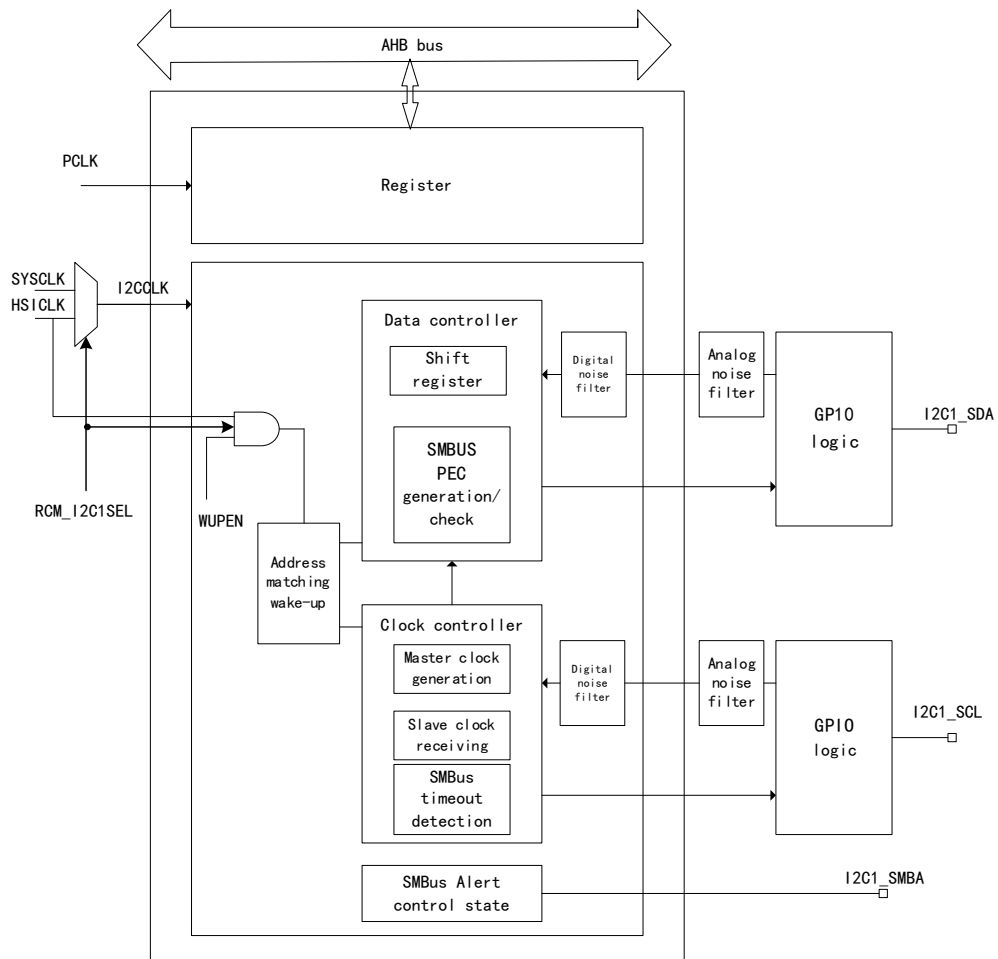 AHB bus
PCLK
Register
SYSCLK
HSICLK
I2CCLK
Data controller
Shift
register
Digital
noise
filter
Analog
noise
filter
GPIO
logic
I2C1_SDA
SMBUS
PEC
generation/
check
RCM_I2C1SEL
WUPEN
Address
matching
wake-up
Clock controller
Master clock
generation
Digital
noise
filter
Analog
noise
filter
GPIO
logic
I2C1_SCL
Slave clock
receiving
SMBus
timeout
detection
SMBus Alert
control state
I2C1_SMBA